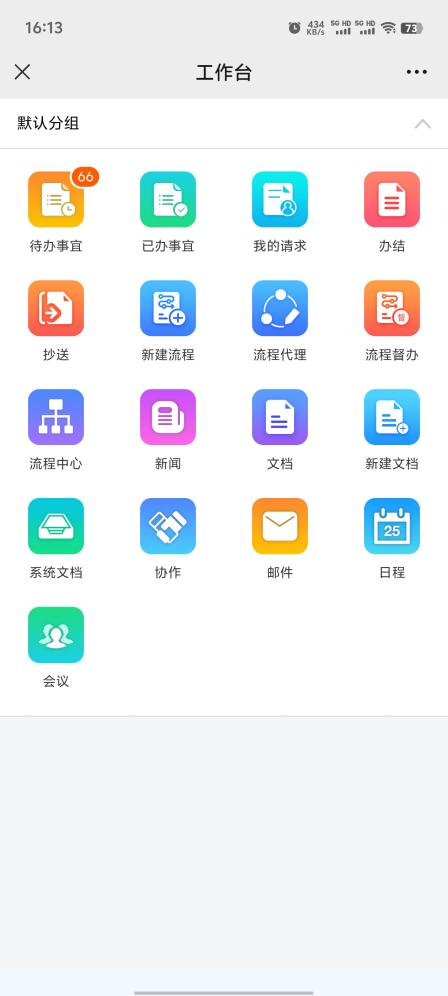 16:13
434
KB/s
5G HD
5G HD
73
工作台
默认分组
66
待办事宜
已办事宜
我的请求
办结
抄送
新建流程
流程代理
督
流程督办
流程中心
新闻
文档
新建文档
25
系统文档
协作
邮件
日程
会议